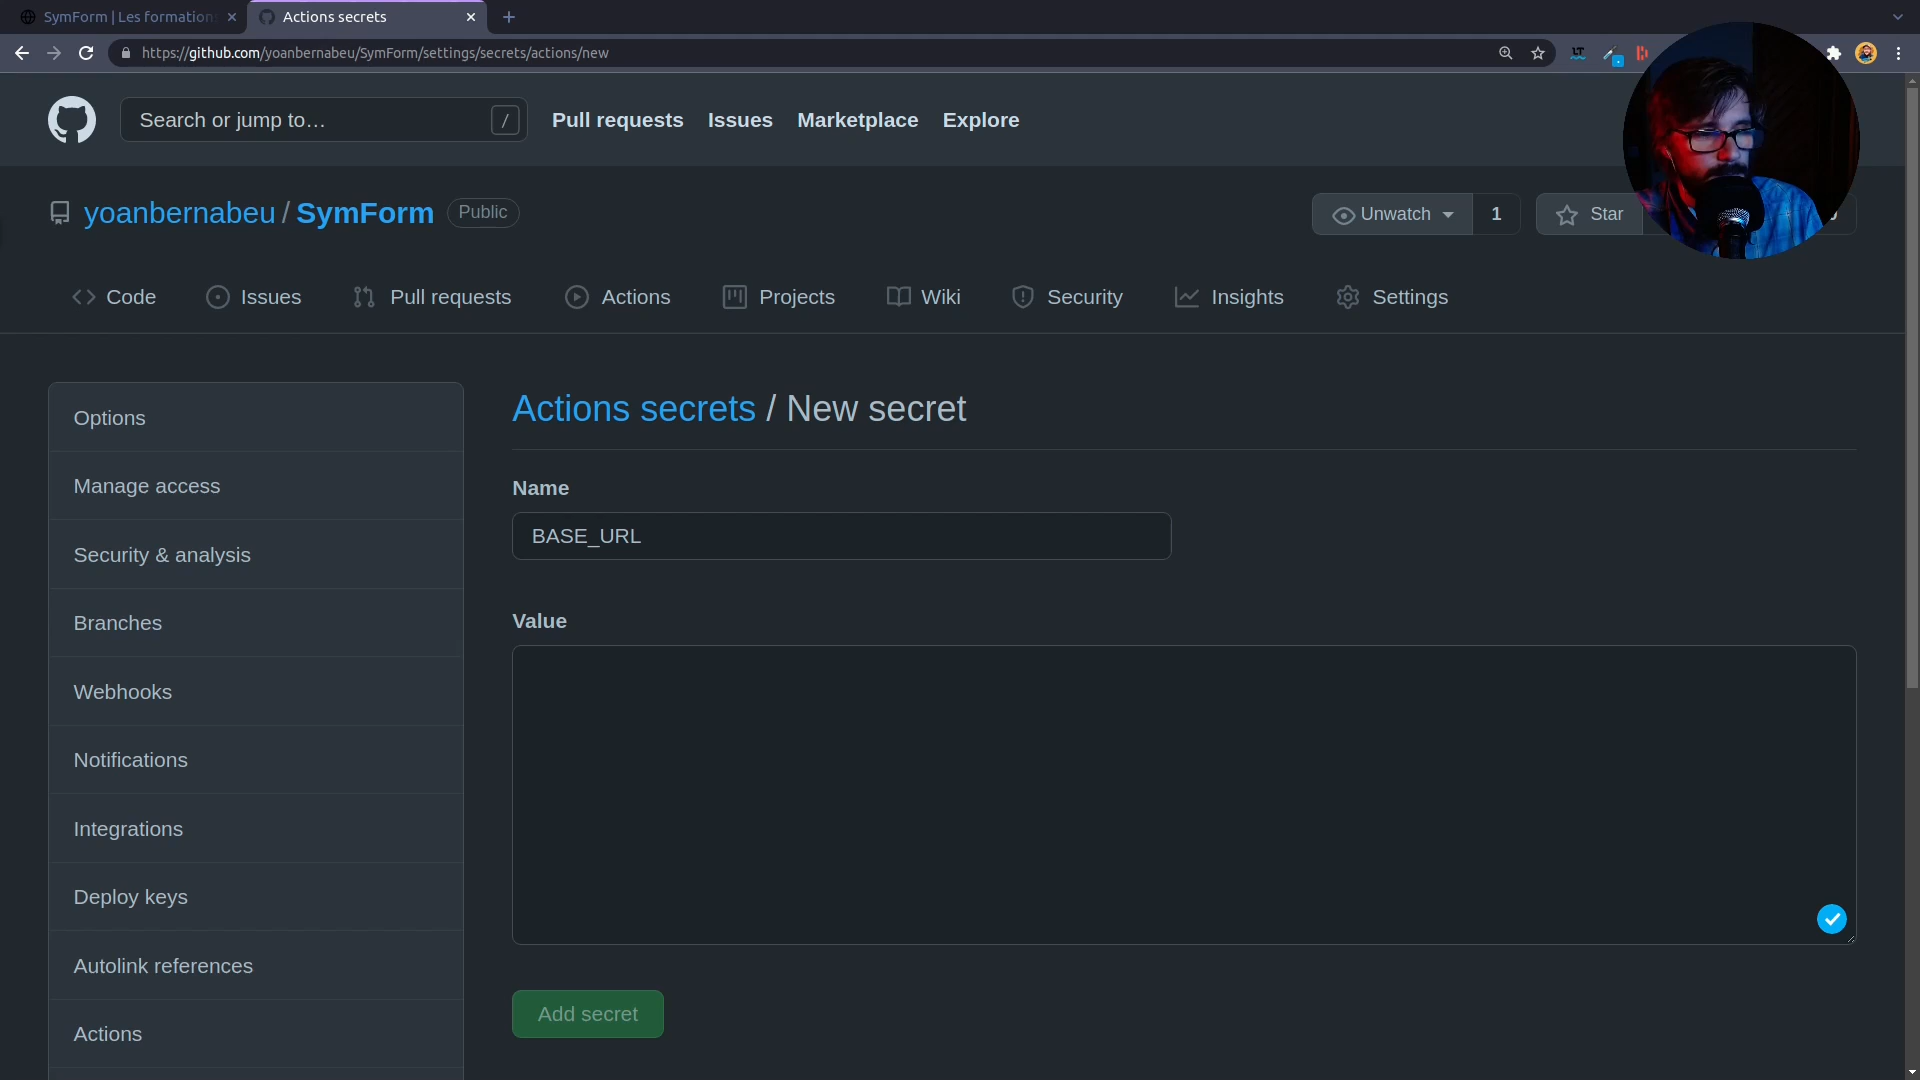 SymForm | Les formation
Actions secrets
https://github.com/yoanbernabeu/SymForm/settings/secrets/actions/new
LT
Search or jump to…
/
Pull requests
Issues
Marketplace
Explore
yoanbernabeu / SymForm
Public
Unwatch
1
Star
Code
Issues
Pull requests
Actions
Projects
Wiki
Security
Insights
Settings
Options
Manage access
Security & analysis
Branches
Webhooks
Notifications
Integrations
Deploy keys
Autolink references
Actions
Actions secrets / New secret
Name
BASE_URL
Value
Add secret